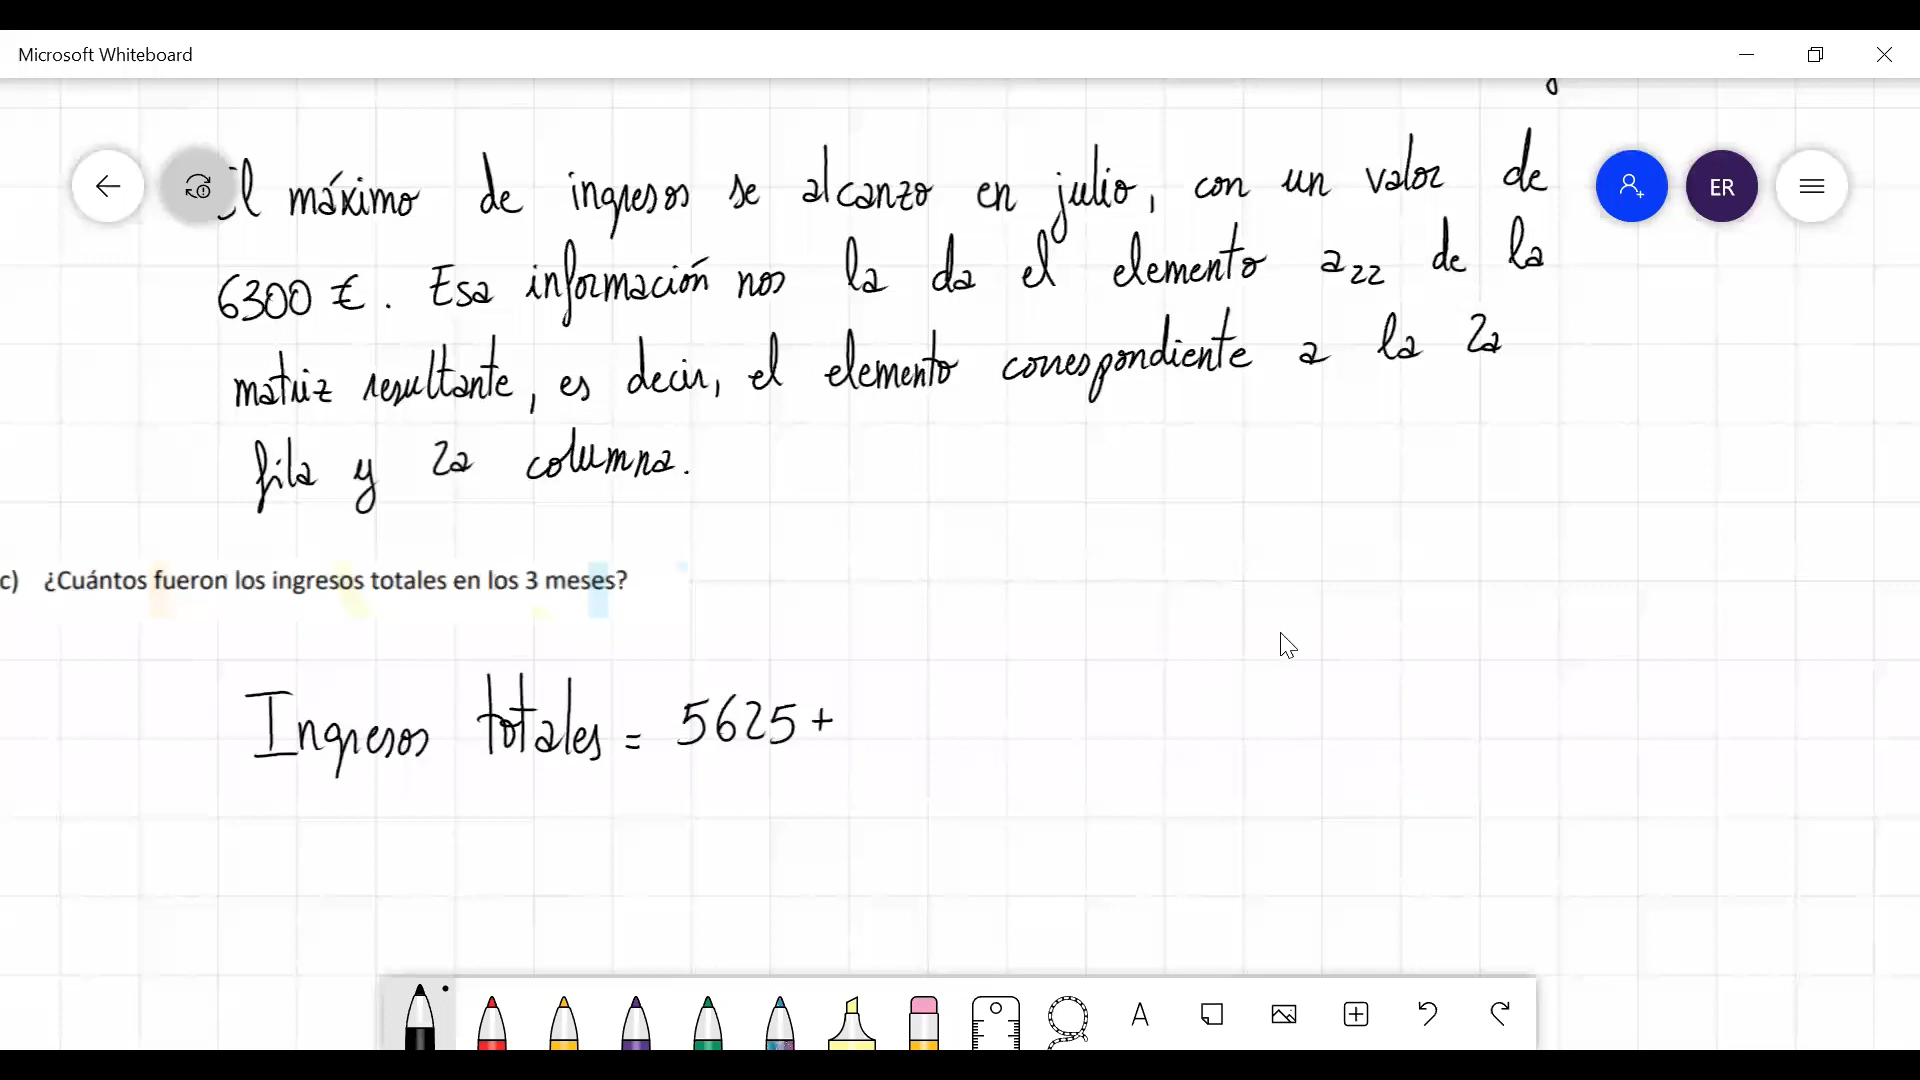 Microsoft Whiteboard
El máximo de ingresos se alcanzo en julio, con un valor de
6300 €. Esa información nos la da el elemento a22 de la
matriz resultante, es decir, el elemento correspondiente a la 2a
fila y 2a columna.
ER
c) ¿Cuántos fueron los ingresos totales en los 3 meses?
Ingresos totales = 5625 +
A